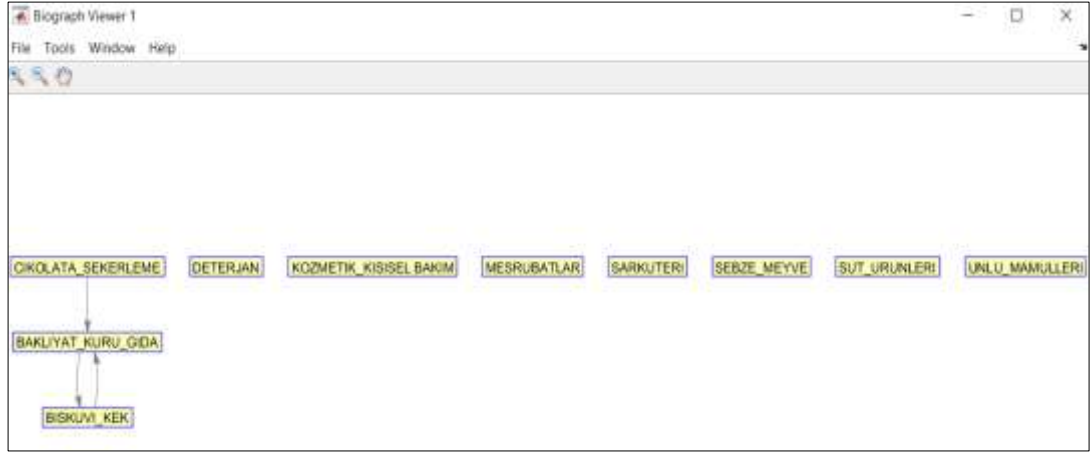 Biograph Viewer 1
File Tools Window Help
CIKOLATA_SEKERLEME DETERJAN KOZMETIK_KISISEL BAKIM MESRUBATLAR SARKUTERI SEBZE_MEYVE SUT_URUNLERI UNLU_MAMULLERI
BAKLIYAT_KURU_GIDA
BISKUVI_KEK